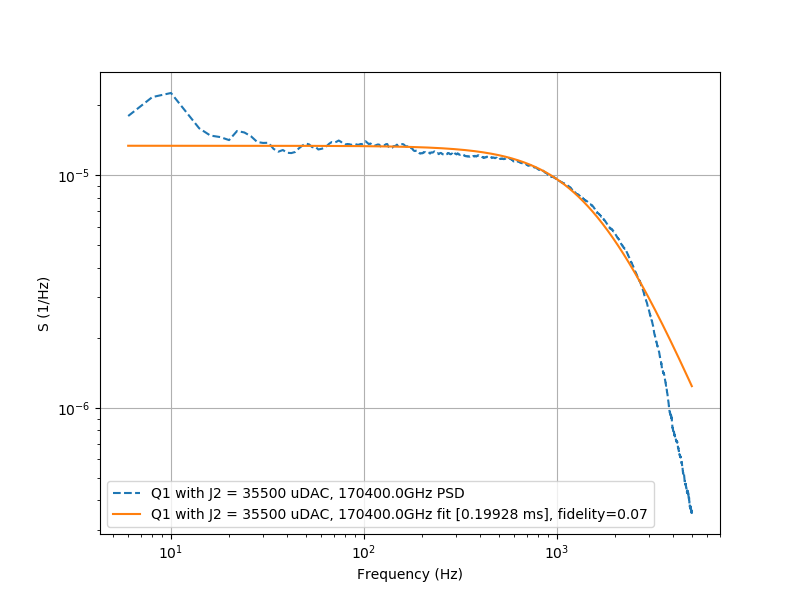 10⁻⁵
10⁻⁶
S (1/Hz)
Q1 with J2 = 35500 uDAC, 170400.0GHz PSD
Q1 with J2 = 35500 uDAC, 170400.0GHz fit [0.19928 ms], fidelity=0.07
10¹ 10² 10³
Frequency (Hz)